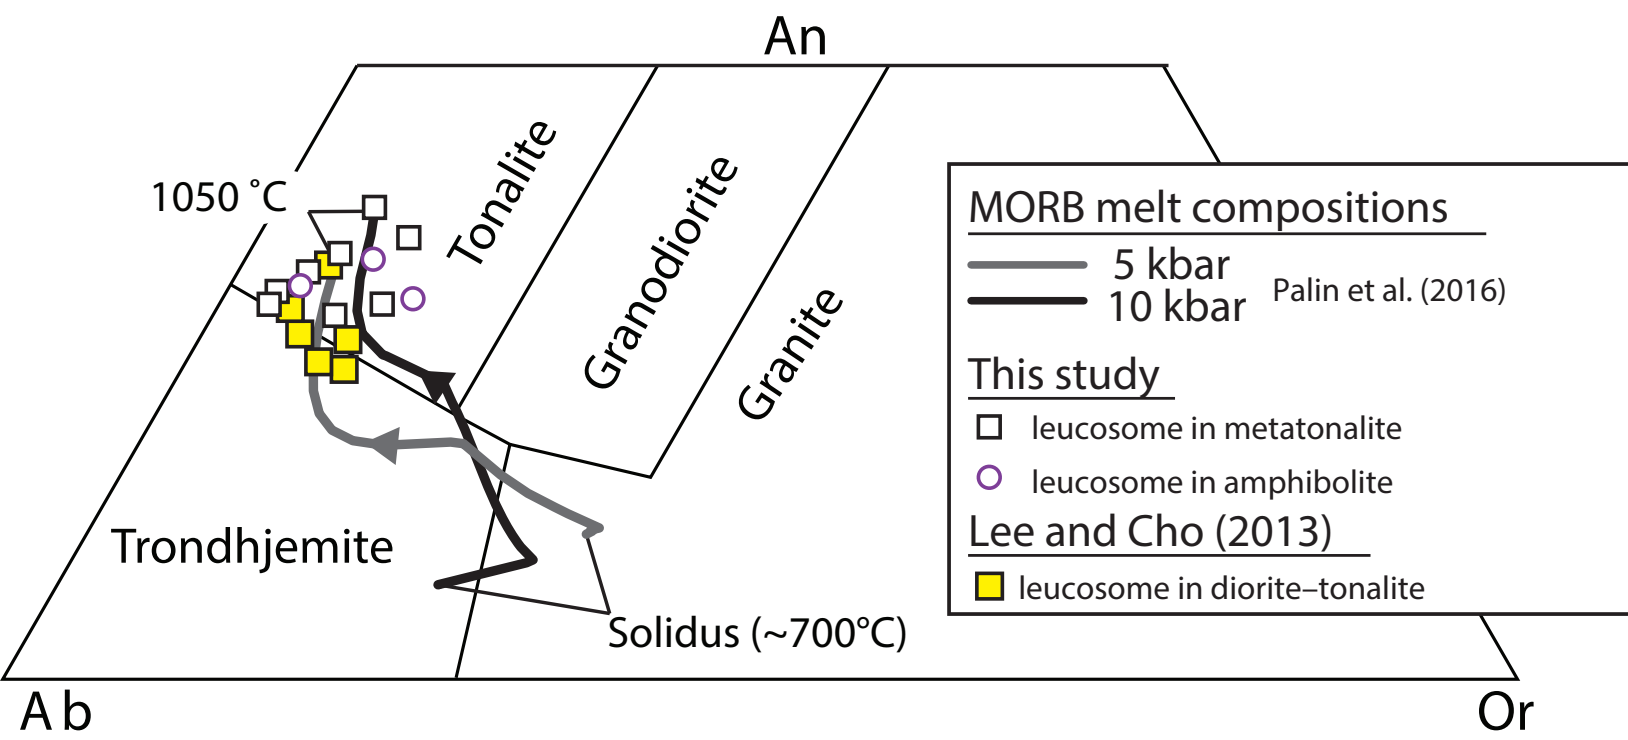 An
Tonalite
Granodiorite
Granite
1050 °C
MORB melt compositions
5 kbar
10 kbar
Palin et al. (2016)
This study
leucosome in metatonalite
leucosome in amphibolite
Lee and Cho (2013)
leucosome in diorite–tonalite
Trondhjemite
Solidus (~700°C)
Ab
Or